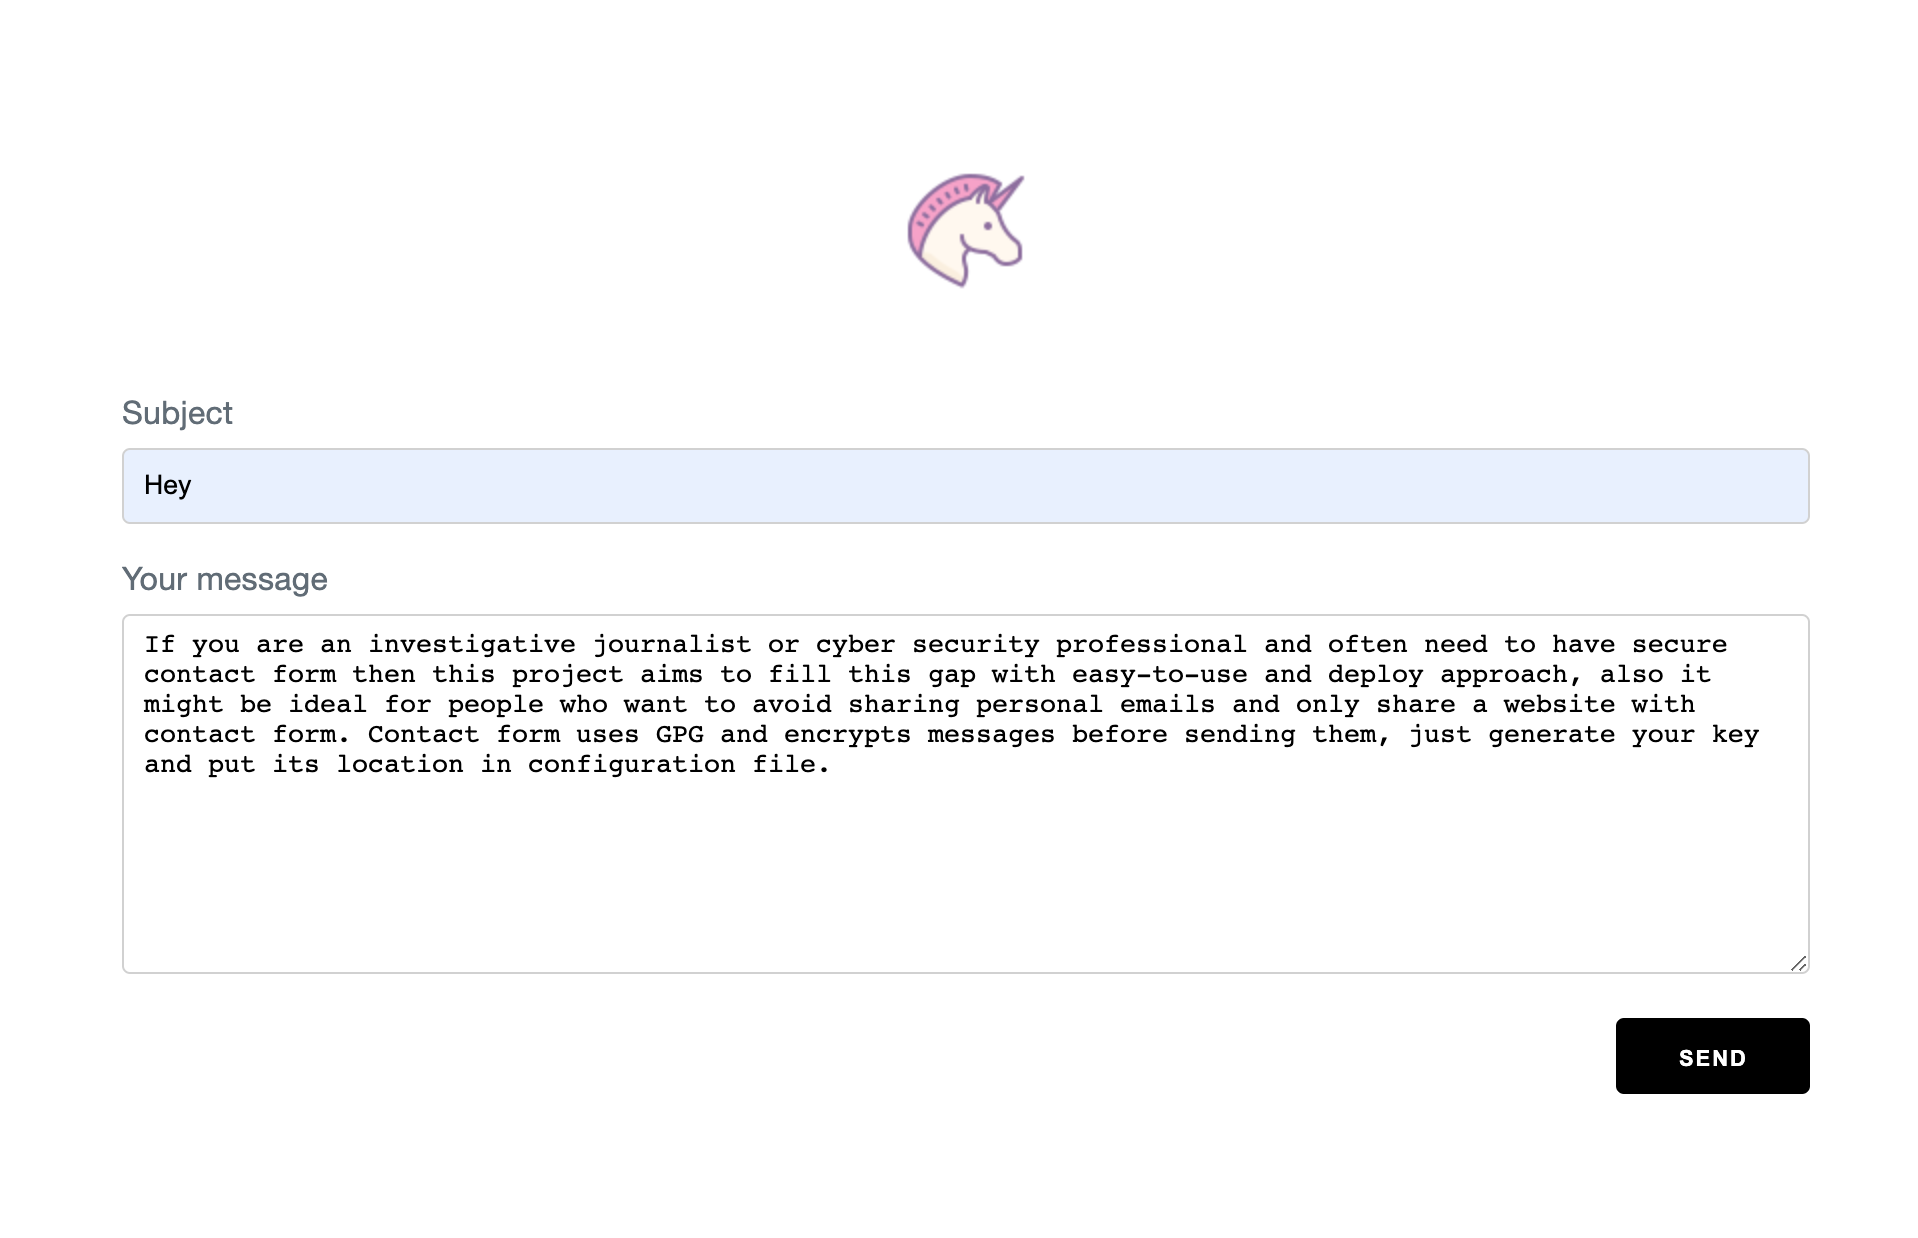 Subject
Hey
Your message
If you are an investigative journalist or cyber security professional and often need to have secure
contact form then this project aims to fill this gap with easy-to-use and deploy approach, also it
might be ideal for people who want to avoid sharing personal emails and only share a website with
contact form. Contact form uses GPG and encrypts messages before sending them, just generate your key
and put its location in configuration file.
SEND